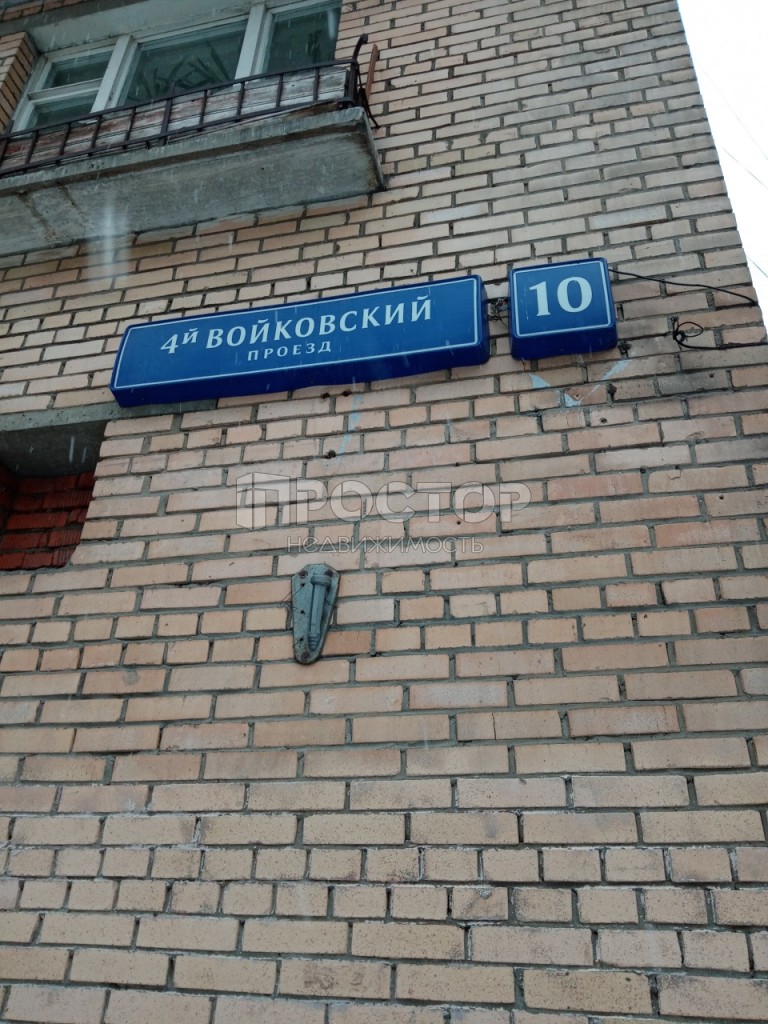 4й ВОЙКОВСКИЙ
ПРОЕЗД
10
ПРОСТОР
НЕДВИЖИМОСТЬ